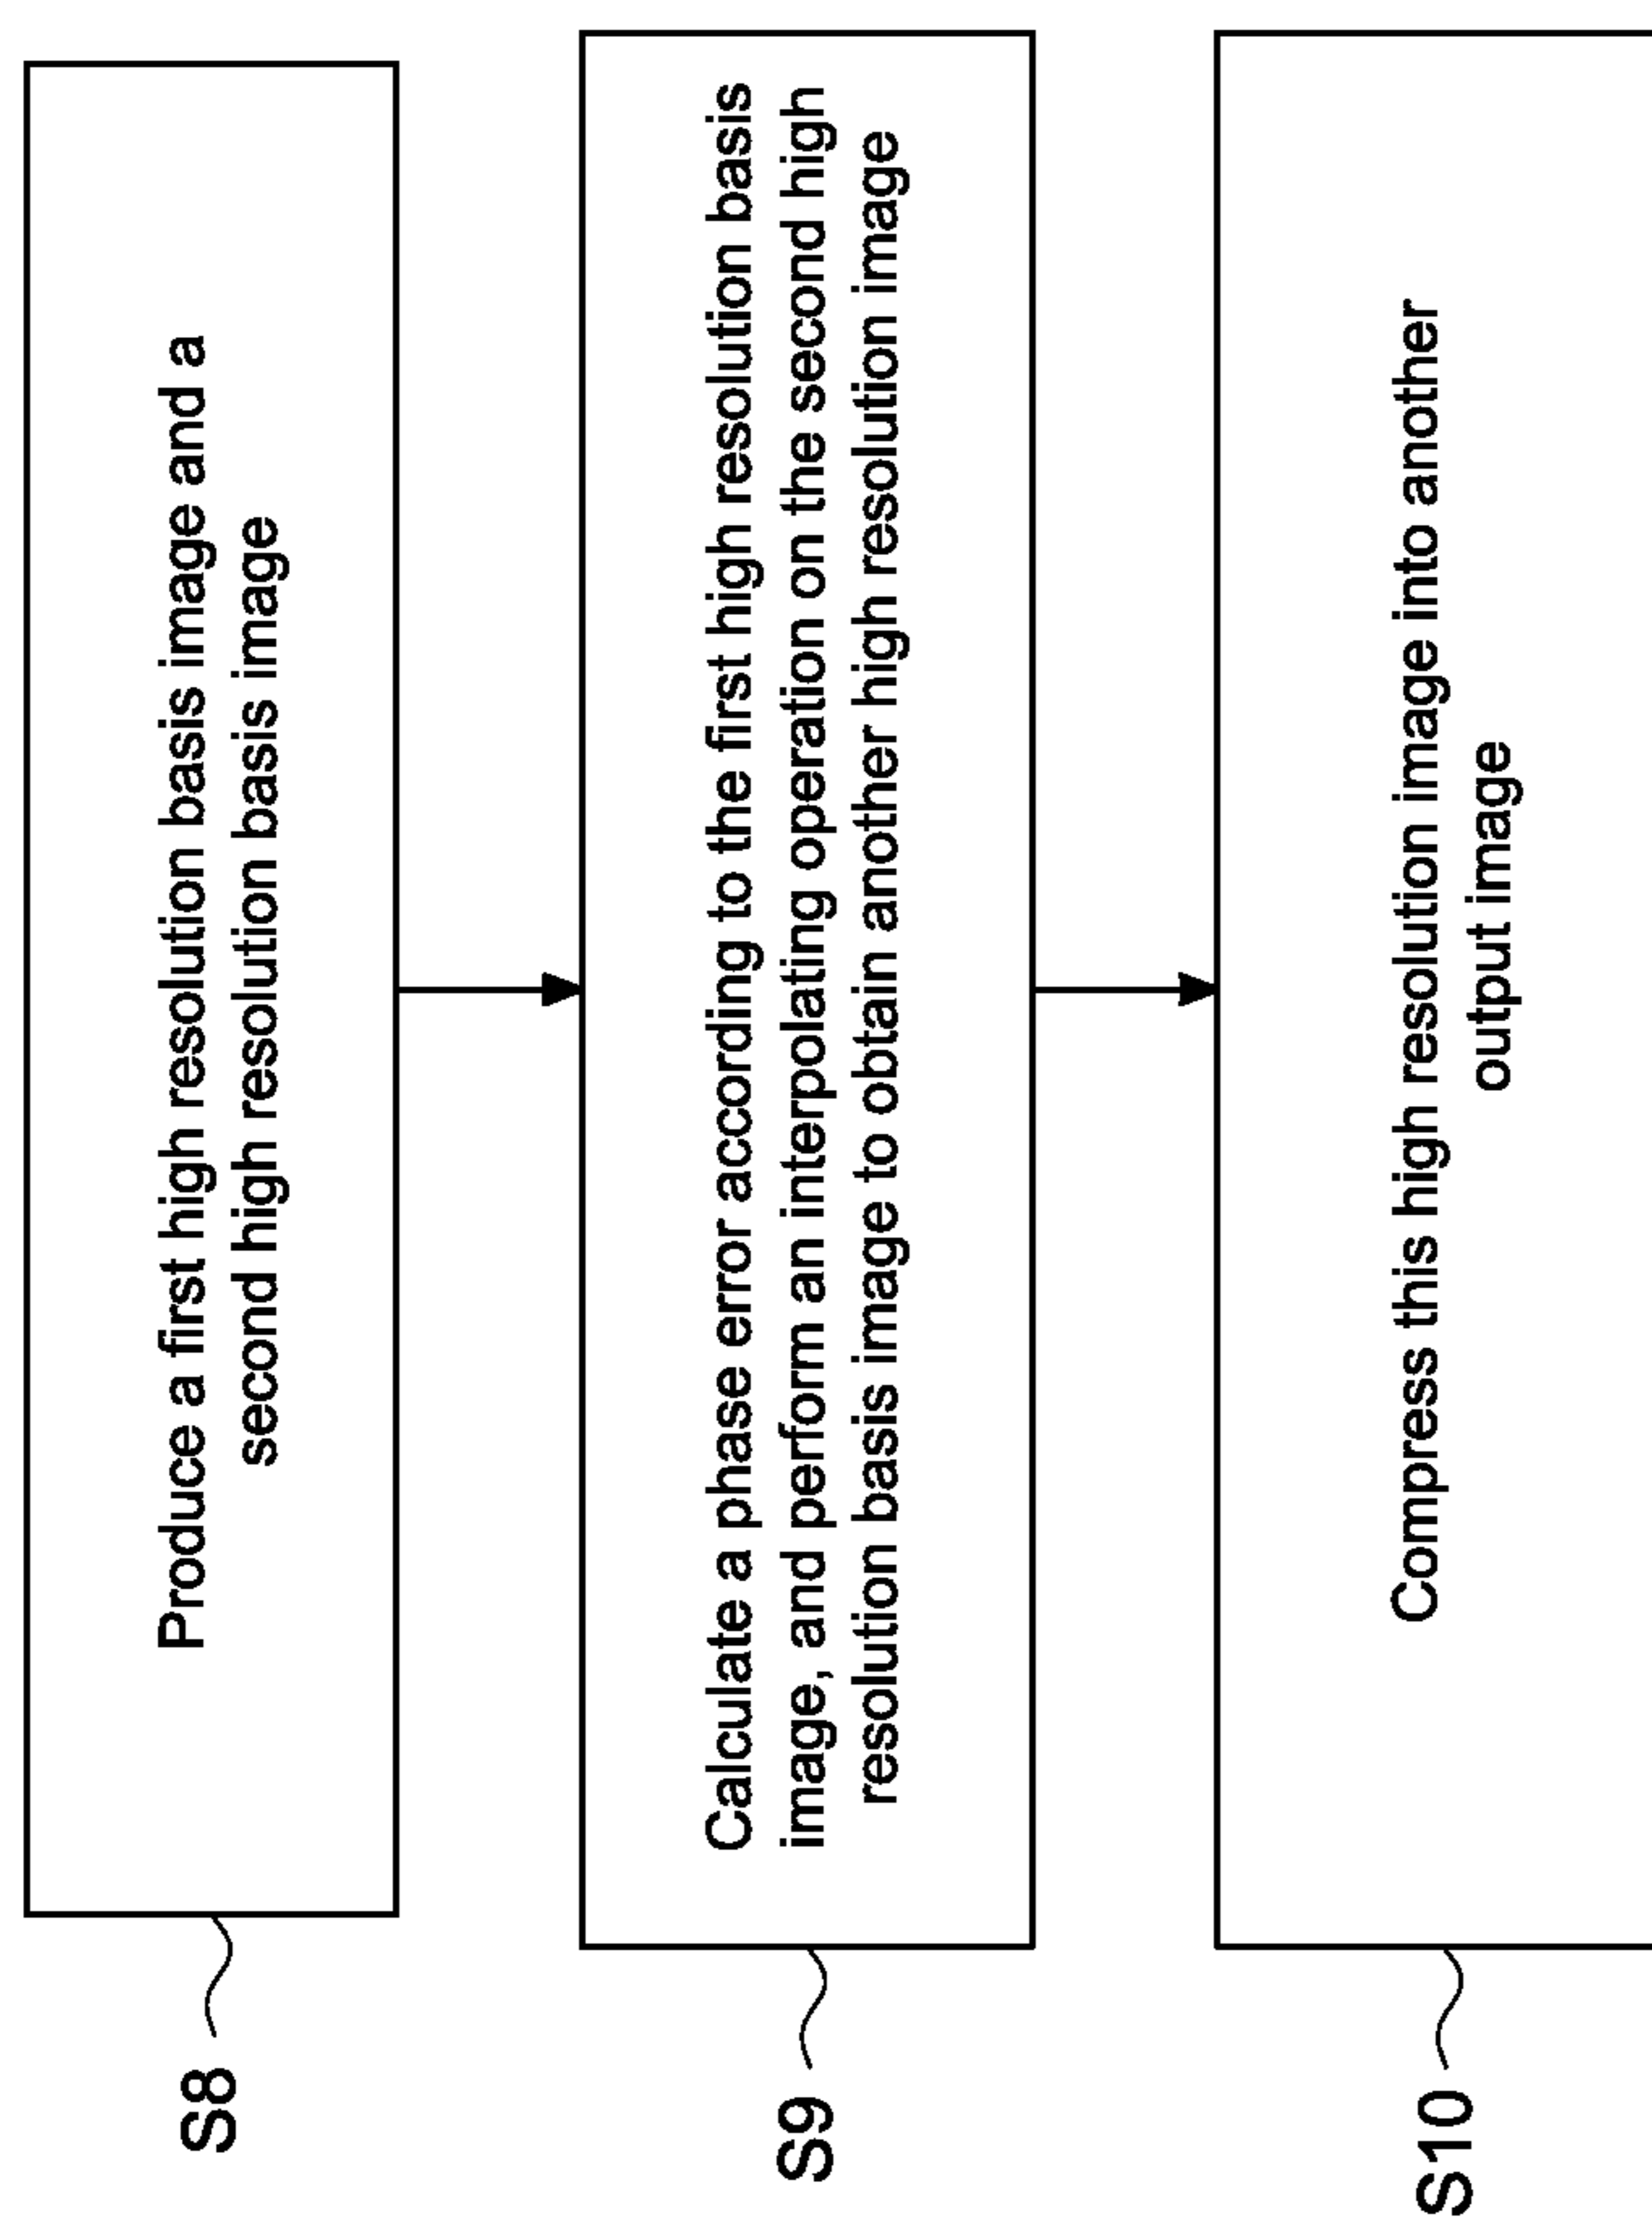 S8
Produce a first high resolution basis image and a
second high resolution basis image
S9
Calculate a phase error according to the first high resolution basis
image, and perform an interpolating operation on the second high
resolution basis image to obtain another high resolution image
S10
Compress this high resolution image into another
output image